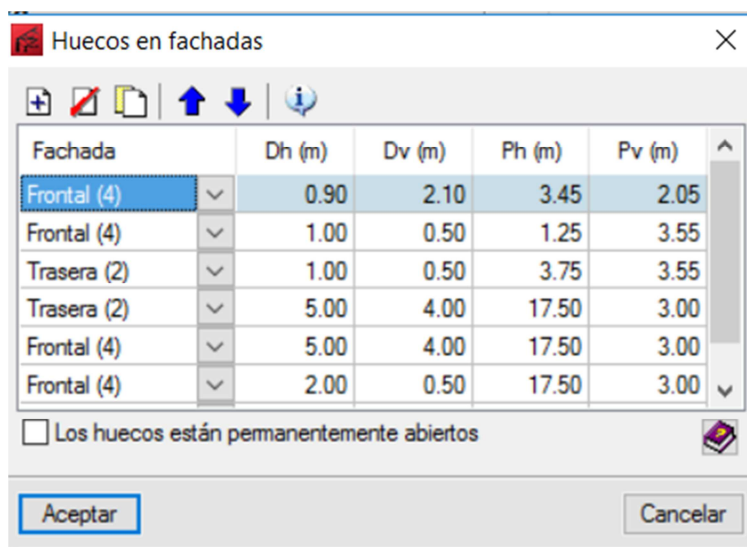 Huecos en fachadas
Fachada Dh (m) Dv (m) Ph (m) Pv (m)
Frontal (4) 0.90 2.10 3.45 2.05
Frontal (4) 1.00 0.50 1.25 3.55
Trasera (2) 1.00 0.50 3.75 3.55
Trasera (2) 5.00 4.00 17.50 3.00
Frontal (4) 5.00 4.00 17.50 3.00
Frontal (4) 2.00 0.50 17.50 3.00
Los huecos están permanentemente abiertos
Aceptar Cancelar